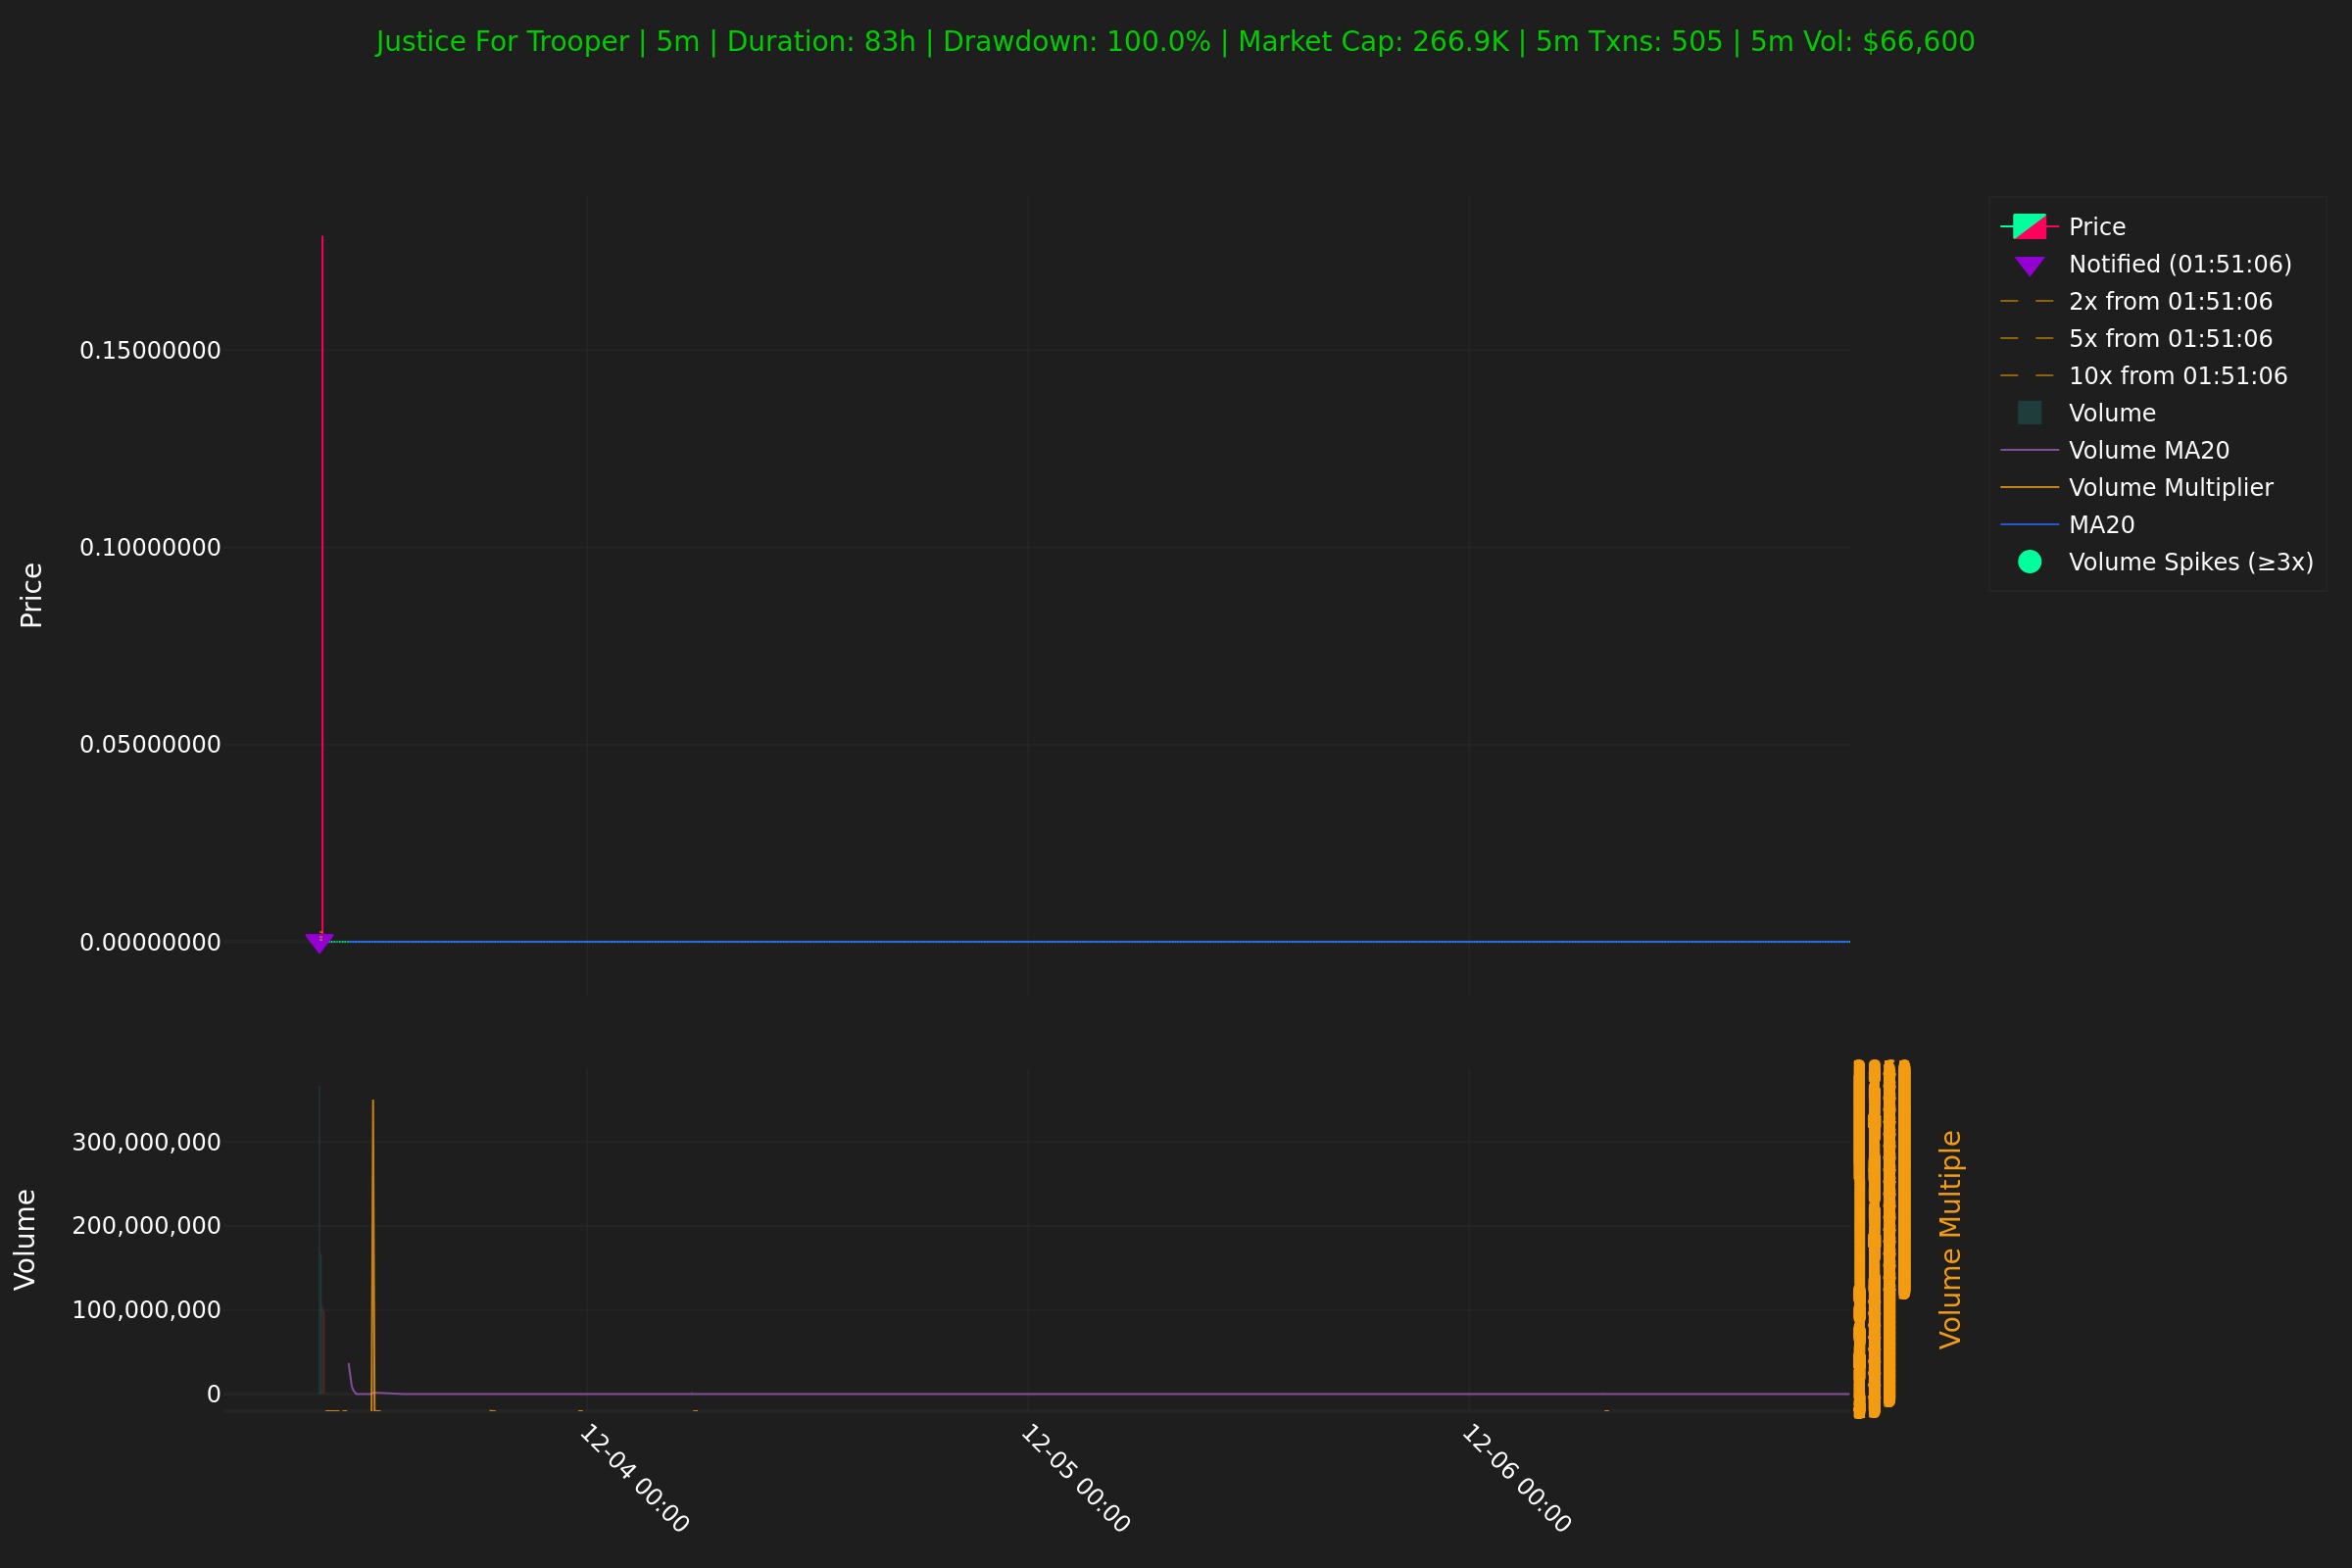 Justice For Trooper | 5m | Duration: 83h | Drawdown: 100.0% | Market Cap: 266.9K | 5m Txns: 505 | 5m Vol: $66,600
Price
Notified (01:51:06)
2x from 01:51:06
5x from 01:51:06
10x from 01:51:06
Volume
Volume MA20
Volume Multiplier
MA20
Volume Spikes (≥3x)
Price
0.15000000
0.10000000
0.05000000
0.00000000
Volume
300,000,000
200,000,000
100,000,000
0
Volume Multiple
12-04 00:00
12-05 00:00
12-06 00:00